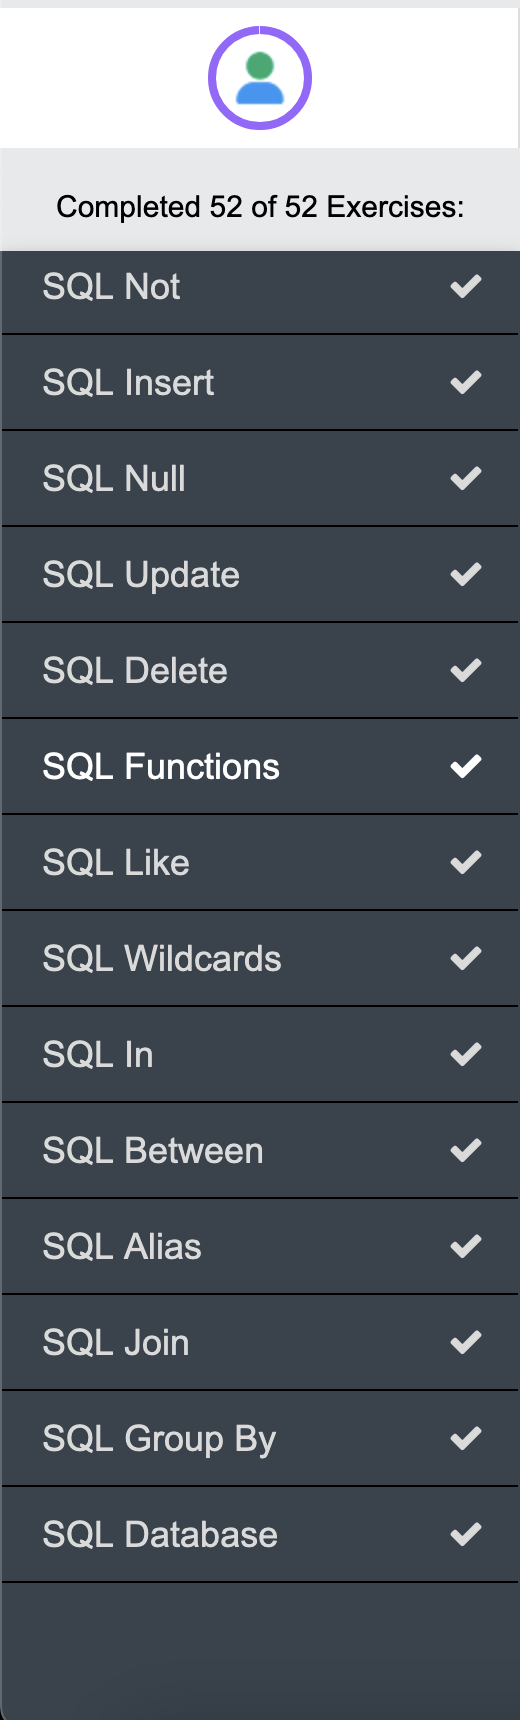 Completed 52 of 52 Exercises:
SQL Not
SQL Insert
SQL Null
SQL Update
SQL Delete
SQL Functions
SQL Like
SQL Wildcards
SQL In
SQL Between
SQL Alias
SQL Join
SQL Group By
SQL Database